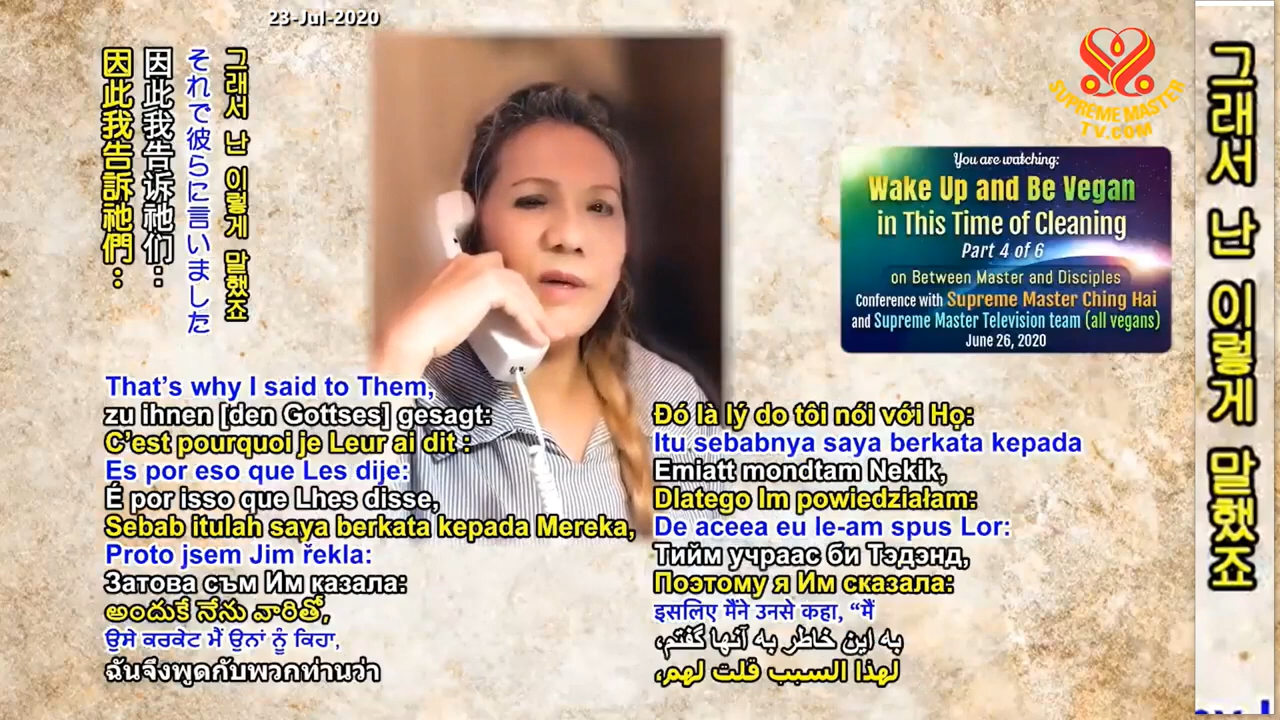 23-Jul-2020
SUPREME MASTER
TV.COM
You are watching:
Wake Up and Be Vegan
in This Time of Cleaning
Part 4 of 6
on Between Master and Disciples
Conference with Supreme Master Ching Hai
and Supreme Master Television team (all vegans)
June 26, 2020
그래서 난 이렇게 말했죠
それで彼らに言いました
因此我告诉祂们：
因此我告訴祂們：
그래서 난 이렇게 말했죠
That’s why I said to Them,
zu ihnen [den Gottses] gesagt:
C’est pourquoi je Leur ai dit :
Es por eso que Les dije:
É por isso que Lhes disse,
Sebab itulah saya berkata kepada Mereka,
Proto jsem Jim řekla:
Затова съм Им казала:
అందుకే నేను వారితో,
ਉਸੇ ਕਰਕੇਟ ਮੈਂ ਉਨਾਂ ਨੂੰ ਕਿਹਾ,
ฉันจึงพูดกับพวกท่านว่า
Đó là lý do tôi nói với Họ:
Itu sebabnya saya berkata kepada
Emiatt mondtam Nekik,
Dlatego Im powiedziałam:
De aceea eu le-am spus Lor:
Тийм учраас би Тэдэнд,
Поэтому я Им сказала:
इसलिए मैंने उनसे कहा, “मैं
به این خاطر به آنها گفتم،
لهذا السبب قلت لهم،